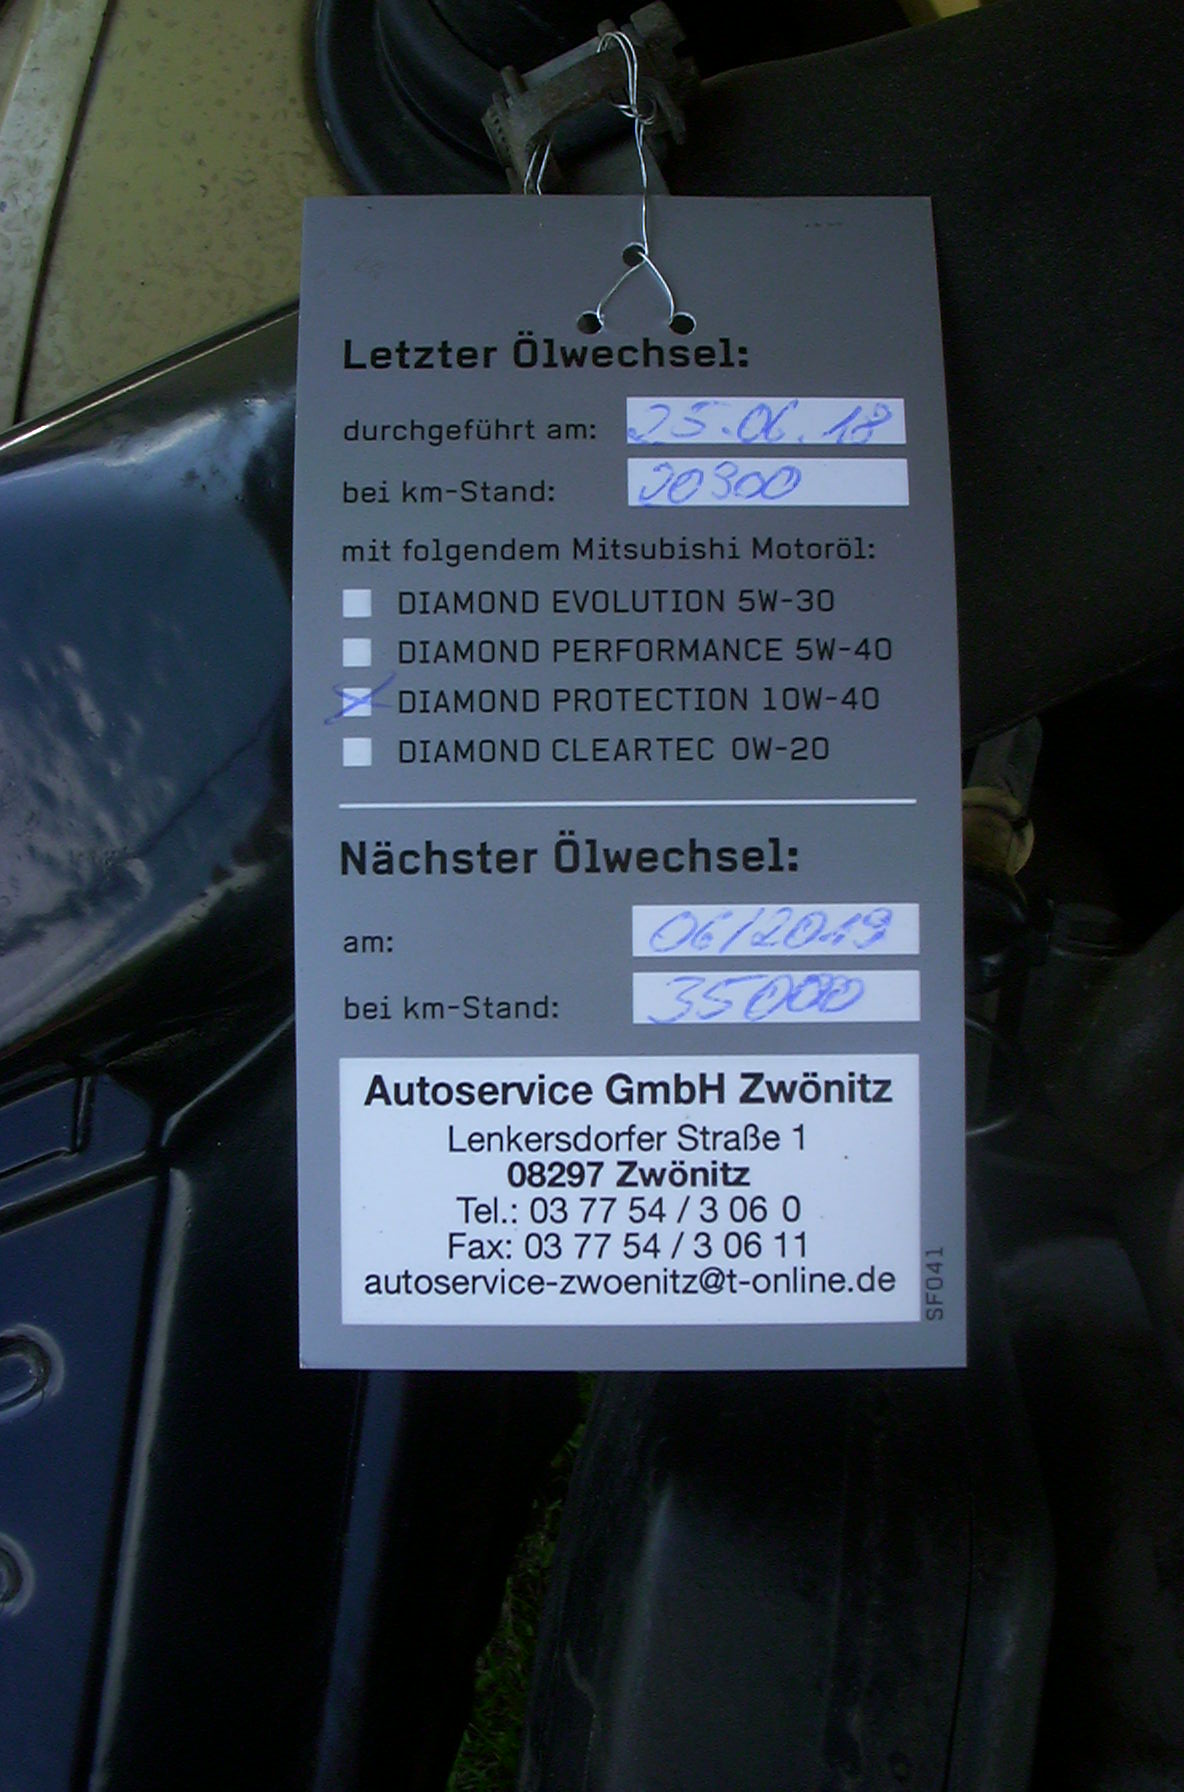 Letzter Ölwechsel:
durchgeführt am: 25.06.18
bei km-Stand:
mit folgendem Mitsubishi Motoröl:
DIAMOND EVOLUTION 5W-30
DIAMOND PERFORMANCE 5W-40
DIAMOND PROTECTION 10W-40
DIAMOND CLEARTEC 0W-20
Nächster Ölwechsel:
am: 06/2019
bei km-Stand: 35000
Autoservice GmbH Zwönitz
Lenkersdorfer Straße 1
08297 Zwönitz
Tel.: 03 77 54 / 3 06 0
Fax: 03 77 54 / 3 06 11
autoservice-zwoenitz@t-online.de
SF041